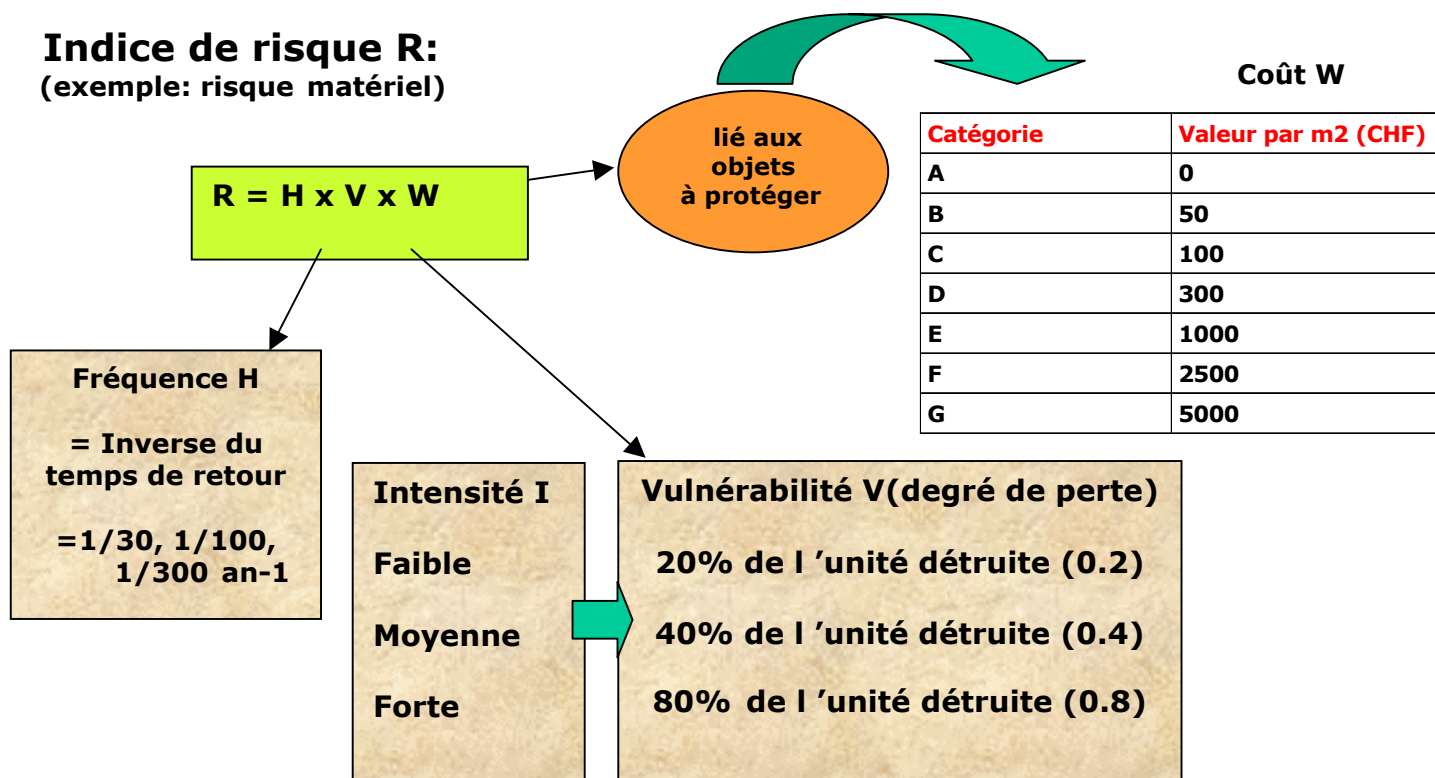 Indice de risque R:
(exemple: risque matériel)
lié aux
objets
à protéger
Coût W
Catégorie Valeur par m2 (CHF)
A 0
B 50
C 100
D 300
E 1000
F 2500
G 5000
R = H x V x W
Fréquence H
= Inverse du
temps de retour
=1/30, 1/100,
1/300 an-1
Intensité I
Faible
Moyenne
Forte
Vulnérabilité V(degré de perte)
20% de l ’unité détruite (0.2)
40% de l ’unité détruite (0.4)
80% de l ’unité détruite (0.8)